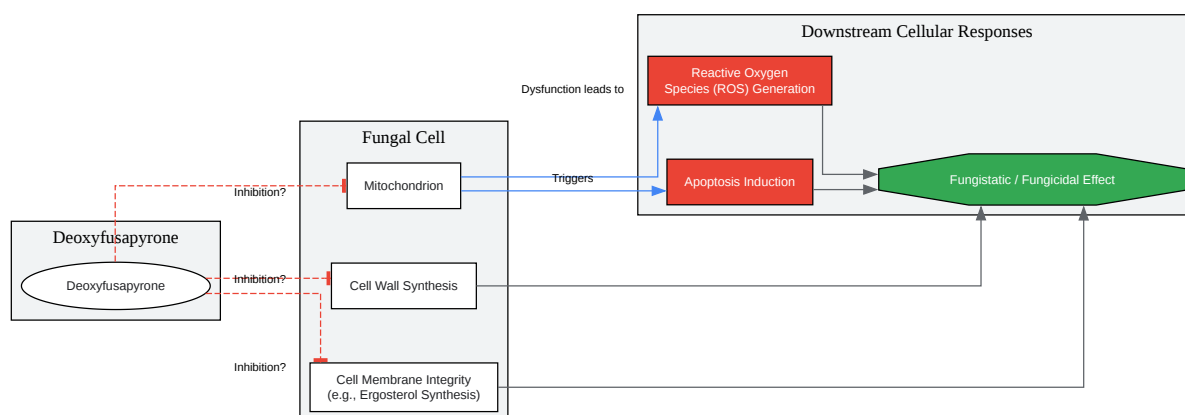 Downstream Cellular Responses
Reactive Oxygen
Species (ROS) Generation
Dysfunction leads to
Fungal Cell
Mitochondrion
Inhibition?
Triggers
Apoptosis Induction
Fungistatic / Fungicidal Effect
Deoxyfusapyrone
Deoxyfusapyrone
Inhibition?
Cell Wall Synthesis
Inhibition?
Cell Membrane Integrity
(e.g., Ergosterol Synthesis)